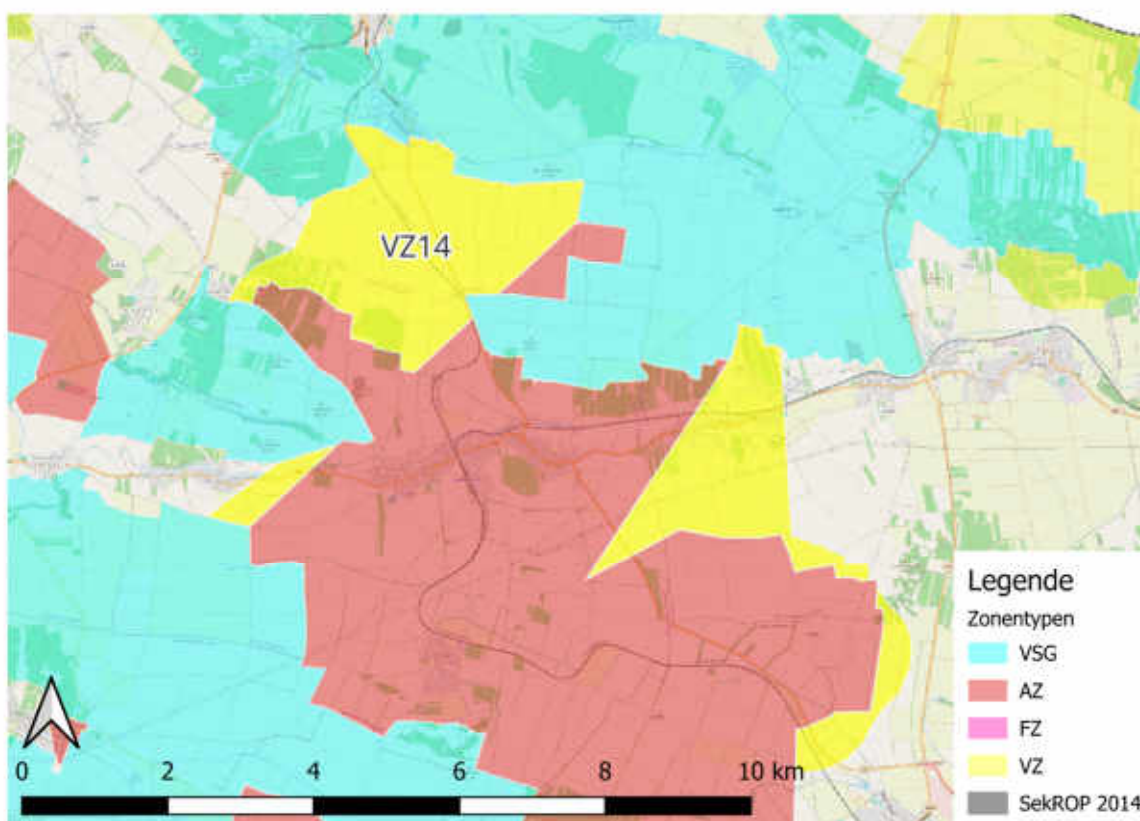 VZ14
Legende
Zonentypen
VSG
AZ
FZ
VZ
SekROP 2014
0 2 4 6 8 10 km